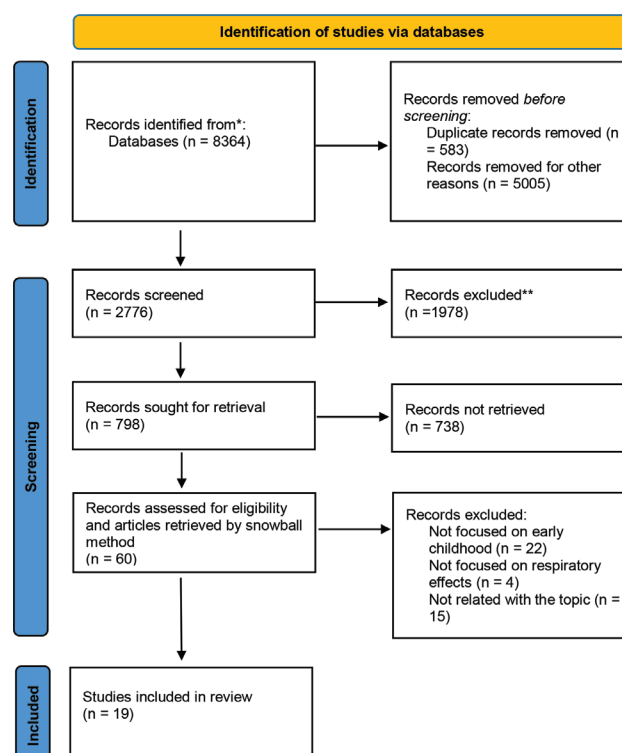 Identification of studies via databases
Identification
Records identified from*:
Databases (n = 8364)
Records removed before
screening:
Duplicate records removed (n
= 583)
Records removed for other
reasons (n = 5005)
Screening
Records screened
(n = 2776)
Records excluded**
(n =1978)
Records sought for retrieval
(n = 798)
Records not retrieved
(n = 738)
Records assessed for eligibility
and articles retrieved by snowball
method
(n = 60)
Records excluded:
Not focused on early
childhood (n = 22)
Not focused on respiratory
effects (n = 4)
Not related with the topic (n =
15)
Included
Studies included in review
(n = 19)